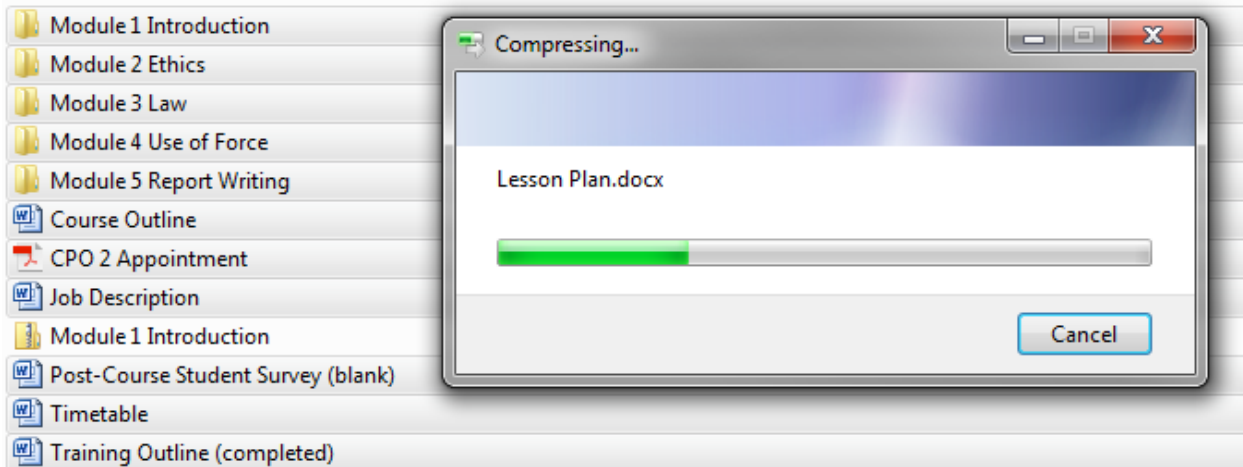 Module 1 Introduction
Module 2 Ethics
Module 3 Law
Module 4 Use of Force
Module 5 Report Writing
Course Outline
CPO 2 Appointment
Job Description
Module 1 Introduction
Post-Course Student Survey (blank)
Timetable
Training Outline (completed)
Compressing...
Lesson Plan.docx
Cancel